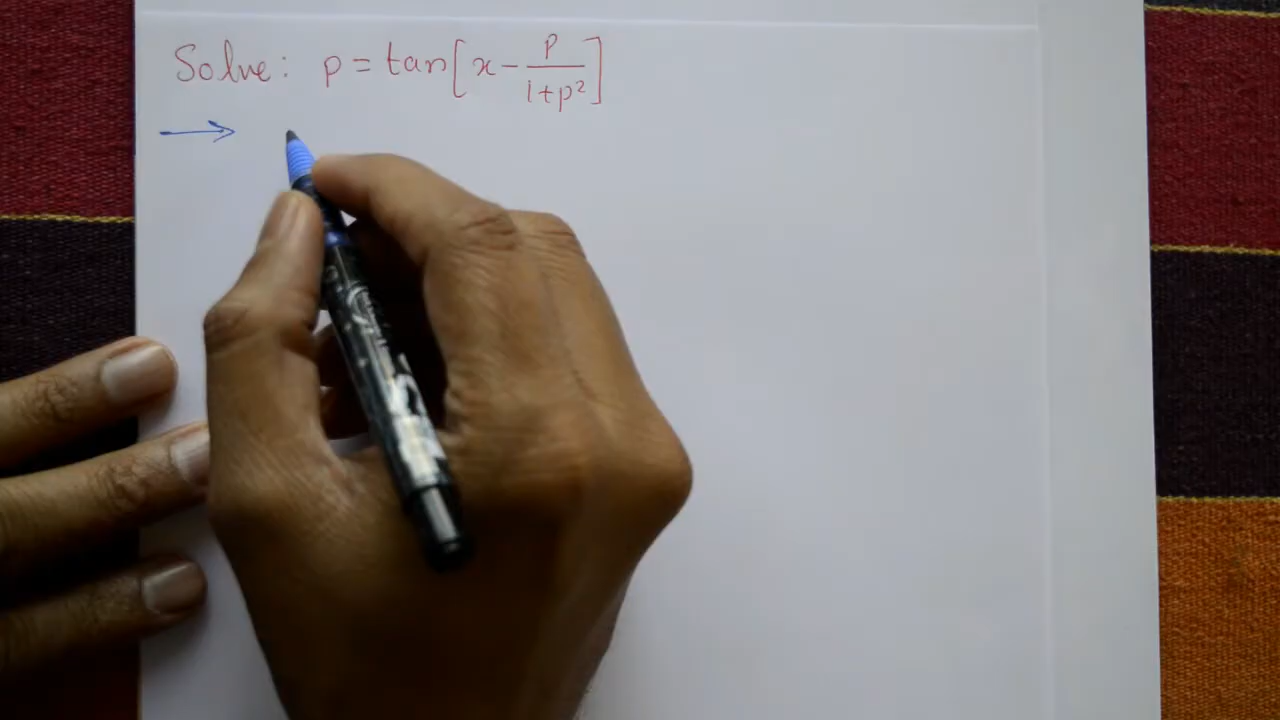 Solve: p = tan[x - p/(1+p²)]